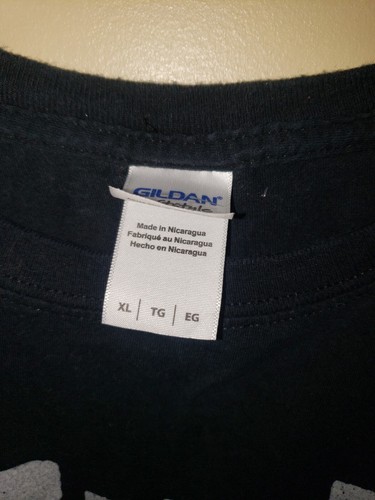 GILDAN®
Made in Nicaragua
Fabriqué au Nicaragua
Hecho en Nicaragua
XL | TG | EG